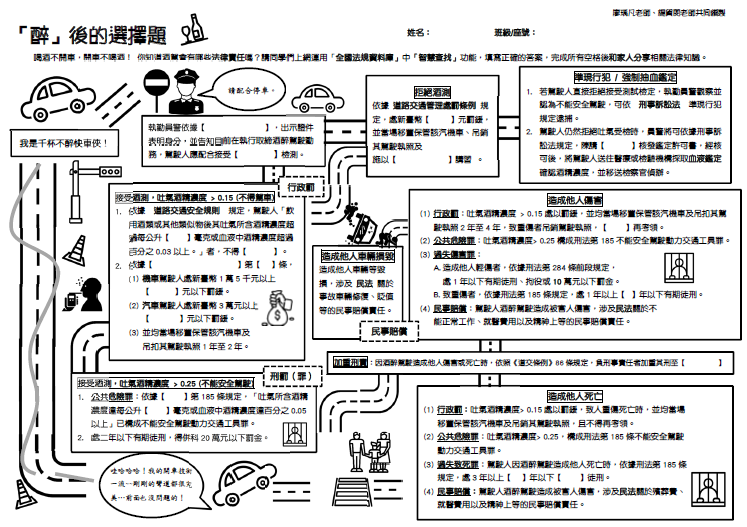 廖瑞凡老師、
「醉」後的選擇題
姓名：
班級/座號：
喝酒不開車，開車不喝酒！ 你知道酒駕會有哪些法律責任嗎？請同學們上網運用「全國法規資料庫」中「智慧查找」功能，填寫正確的答案，完成所有空格後和家人分享相關法律知識。
請配合停車。
我是千杯不醉快車俠！
執勤員警依據【 】，出示證件
表明身分，並告知目前在執行取締酒醉駕駛勤
務，駕駛人應配合接受【 】檢測。
拒絕酒測
依據 道路交通管理處罰條例 規
定，處新臺幣【 】元罰鍰，
並當場移置保管該汽機車、吊銷
其駕駛執照及
施以【 】講習 。
準現行犯 / 強制抽血鑑定
1. 若駕駛人直接拒絕接受測試檢定，執勤員警觀察並
認為不能安全駕駛，可依 刑事訴訟法 準現行犯
規定逮捕。
2. 駕駛人仍然拒絕吐氣受檢時，員警將可依據刑事訴
訟法規定，陳請【 】核發鑑定許可書，經核
可後，將駕駛人送往醫療或檢驗機構採取血液鑑定
確認酒精濃度，並移送檢察官偵辦。
行政罰
接受酒測，吐氣酒精濃度 > 0.15 (不得駕車)
1. 依據 道路交通安全規則 規定，駕駛人「飲
用酒類或其他類似物後其吐氣所含酒精濃度超
過每公升【 】毫克或血液中酒精濃度超過
百分之 0.03 以上。」者，不得【 】。
2. 依據【 】第【 】條，
(1) 機車駕駛人處新臺幣 1 萬 5 千元以上
【 】元以下罰鍰。
(2) 汽車駕駛人處新臺幣 3 萬元以上
【 】元以下罰鍰。
(3) 並均當場移置保管該汽機車及
吊扣其駕駛執照 1 年至 2 年。
造成他人車輛損毀
造成他人車輛等毀
損，涉及 民法 關於
事故車輛修復、貶值
等的民事賠償責任。
民事賠償
造成他人傷害
(1) 行政罰：吐氣酒精濃度 > 0.15 處以罰鍰，並均當場移置保管該汽機車及吊扣其駕
駛執照 2 年至 4 年，致重傷者吊銷駕駛執照，【 】再考領。
(2) 公共危險罪：吐氣酒精濃度> 0.25 構成刑法第 185 不能安全駕駛動力交通工具罪。
(3) 過失傷害罪：
A. 造成他人輕傷者，依據刑法第 284 條前段規定，
處 1 年以下有期徒刑、拘役或 10 萬元以下罰金。
B. 致重傷者，依據刑法第 185 條規定，處 1 年以上【 】年以下有期徒刑。
(4) 民事賠償：駕駛人酒醉駕駛造成被害人傷害，涉及民法關於不
能正常工作、就醫費用以及精神上等的民事賠償責任。
加重刑責：因酒醉駕駛造成他人傷害或死亡時，依照《道交條例》86 條規定，負刑事責任者加重其刑至【 】
刑罰（罪）
接受酒測，吐氣酒精濃度 > 0.25 (不能安全駕駛)
1. 公共危險罪：依據【 】第 185 條規定，「吐氣所含酒精
濃度達每公升【 】毫克或血液中酒精濃度達百分之 0.05
以上」已構成不能安全駕駛動力交通工具罪。
2. 處二年以下有期徒刑，得併科 20 萬元以下罰金。
哇哈哈哈！我的開車技術
一流…剛剛的彎道都很完
美…前面也沒問題的！
造成他人死亡
(1) 行政罰：吐氣酒精濃度> 0.15 處以罰鍰，致人重傷死亡時，並均當場
移置保管該汽機車及吊銷其駕駛執照，且不得再考領。
(2) 公共危險罪：吐氣酒精濃度> 0.25，構成刑法第 185 條不能安全駕駛
動力交通工罪。
(3) 過失致死罪：駕駛人因酒醉駕駛造成他人死亡時，依據刑法第 185 條
規定，處 3 年以上【 】年以下【 】徒刑。
(4) 民事賠償：駕駛人酒醉駕駛造成被害人傷害，涉及民法關於殯葬費、
就醫費用以及精神上等的民事賠償責任。